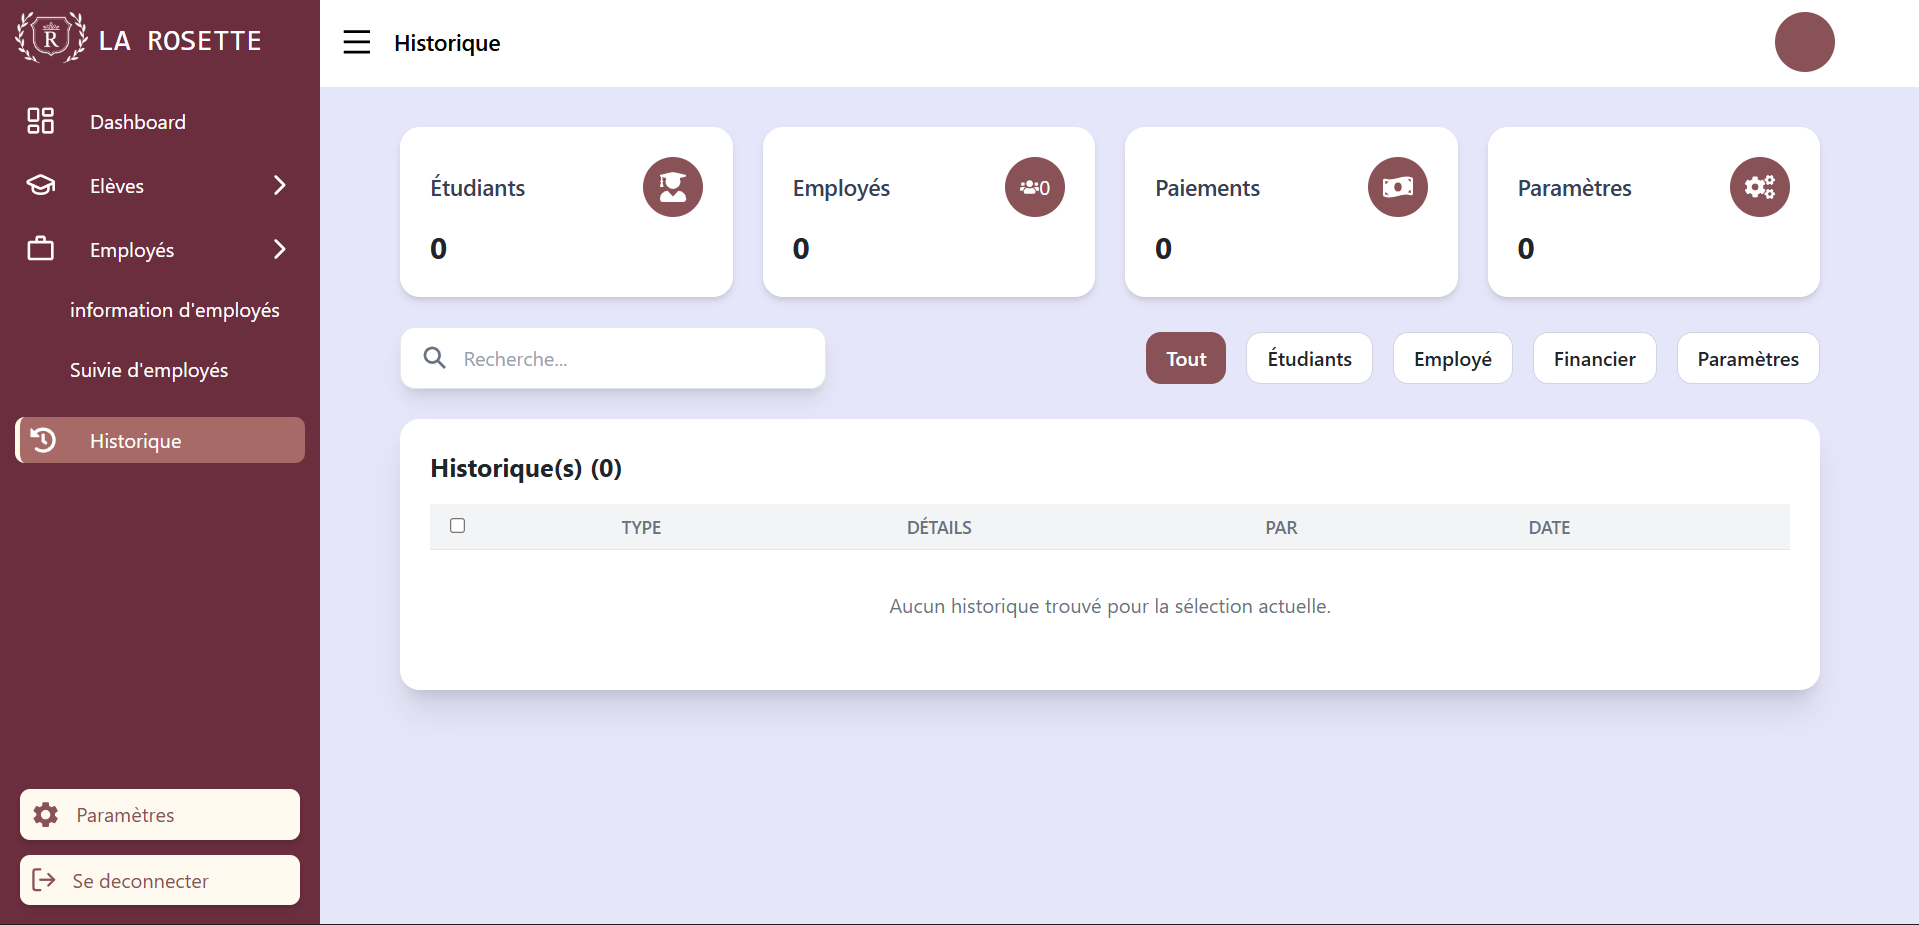 R
LA ROSETTE
Dashboard
Elèves
Employés
information d'employés
Suivie d'employés
Historique
Paramètres
Se deconnecter
Historique
Étudiants
0
Employés
0
0
Paiements
0
Paramètres
0
Recherche...
Tout
Étudiants
Employé
Financier
Paramètres
Historique(s) (0)
TYPE DÉTAILS PAR DATE
Aucun historique trouvé pour la sélection actuelle.